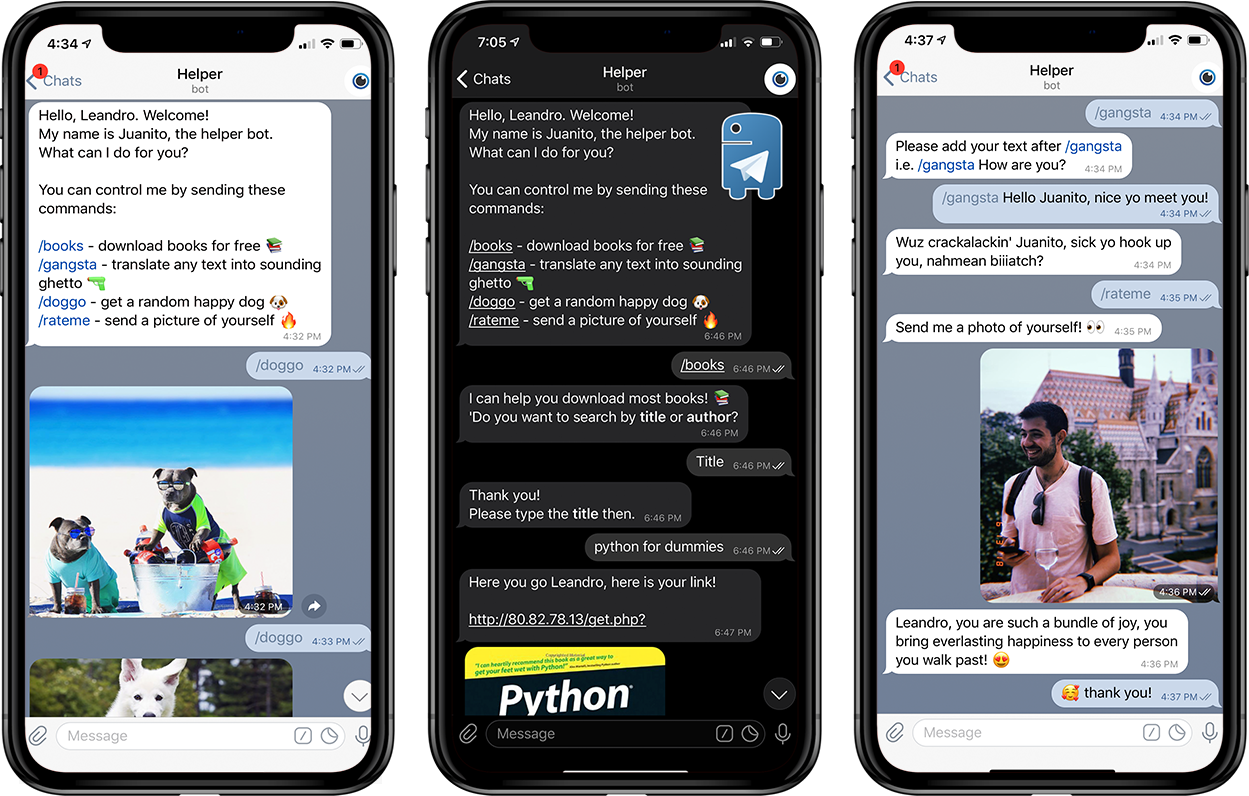 4:34
1
Chats
Helper
bot
Hello, Leandro. Welcome!
My name is Juanito, the helper bot.
What can I do for you?
You can control me by sending these
commands:
/books - download books for free 📚
/gangsta - translate any text into sounding
ghetto 🔫
/doggo - get a random happy dog 🐶
/rateme - send a picture of yourself 🔥
4:32 PM
/doggo 4:32 PM
4:32 PM
/doggo 4:33 PM
Message
7:05
Chats
Helper
bot
Hello, Leandro. Welcome!
My name is Juanito, the helper bot.
What can I do for you?
You can control me by sending these
commands:
/books - download books for free 📚
/gangsta - translate any text into sounding
ghetto 🔫
/doggo - get a random happy dog 🐶
/rateme - send a picture of yourself 🔥
6:46 PM
/books 6:46 PM
I can help you download most books! 📚
'Do you want to search by title or author?
6:46 PM
Title 6:46 PM
Thank you!
Please type the title then. 6:46 PM
python for dummies 6:46 PM
Here you go Leandro, here is your link!
http://80.82.78.13/get.php?
6:47 PM
"I can heartily recommend this book as a great way to
get your feet wet with Python!"
Python
Message
4:37
1
Chats
Helper
bot
/gangsta 4:34 PM
Please add your text after /gangsta
i.e. /gangsta How are you? 4:34 PM
/gangsta Hello Juanito, nice yo meet you!
4:34 PM
Wuz crackalackin' Juanito, sick yo hook up
you, nahmean biiiatch? 4:34 PM
/rateme 4:35 PM
Send me a photo of yourself! 👀 4:35 PM
4:36 PM
Leandro, you are such a bundle of joy, you
bring everlasting happiness to every person
you walk past! 😍 4:36 PM
🥰 thank you! 4:37 PM
Message